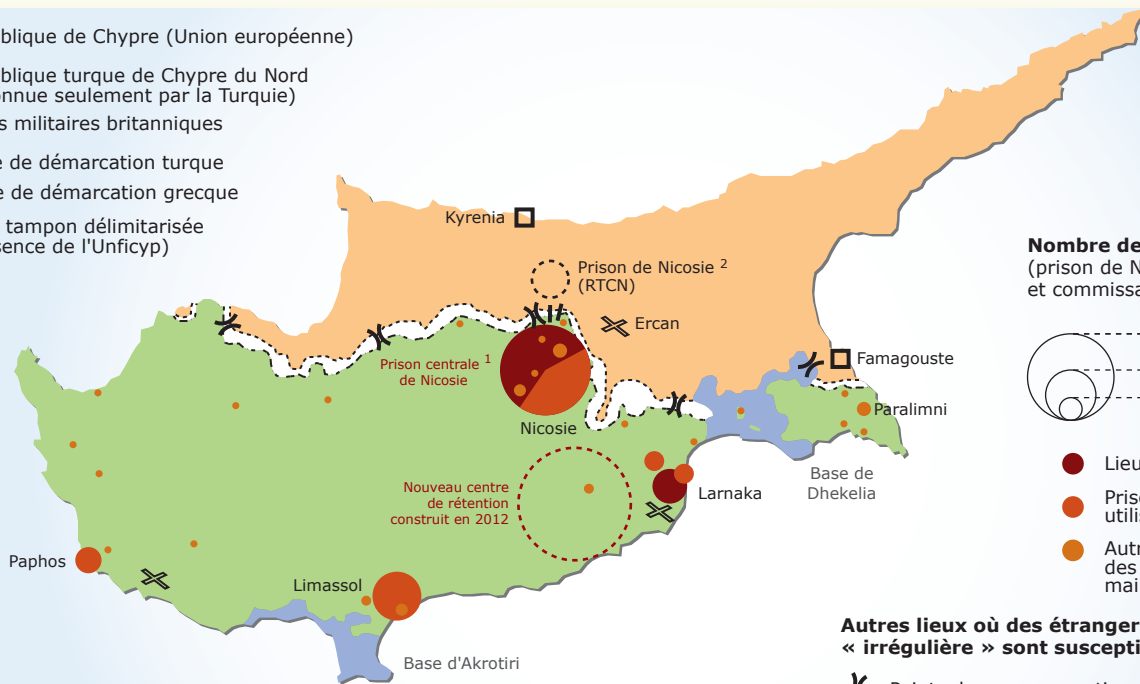 blique de Chypre (Union européenne)
blique turque de Chypre du Nord
onnue seulement par la Turquie)
s militaires britanniques
e de démarcation turque
e de démarcation grecque
tampon délimitarisée
sence de l'Unficyp)
Kyrenia
Prison de Nicosie 2
(RTCN)
Ercan
Prison centrale 1
de Nicosie
Nicosie
Famagouste
Paralimni
Base de
Dhekelia
Larnaka
Nouveau centre
de rétention
construit en 2012
Paphos
Limassol
Base d'Akrotiri
Nombre de
(prison de N
et commissa
Lieu
Priso
utilis
Autr
des
mai
Autres lieux où des étranger
« irrégulière » sont suscepti